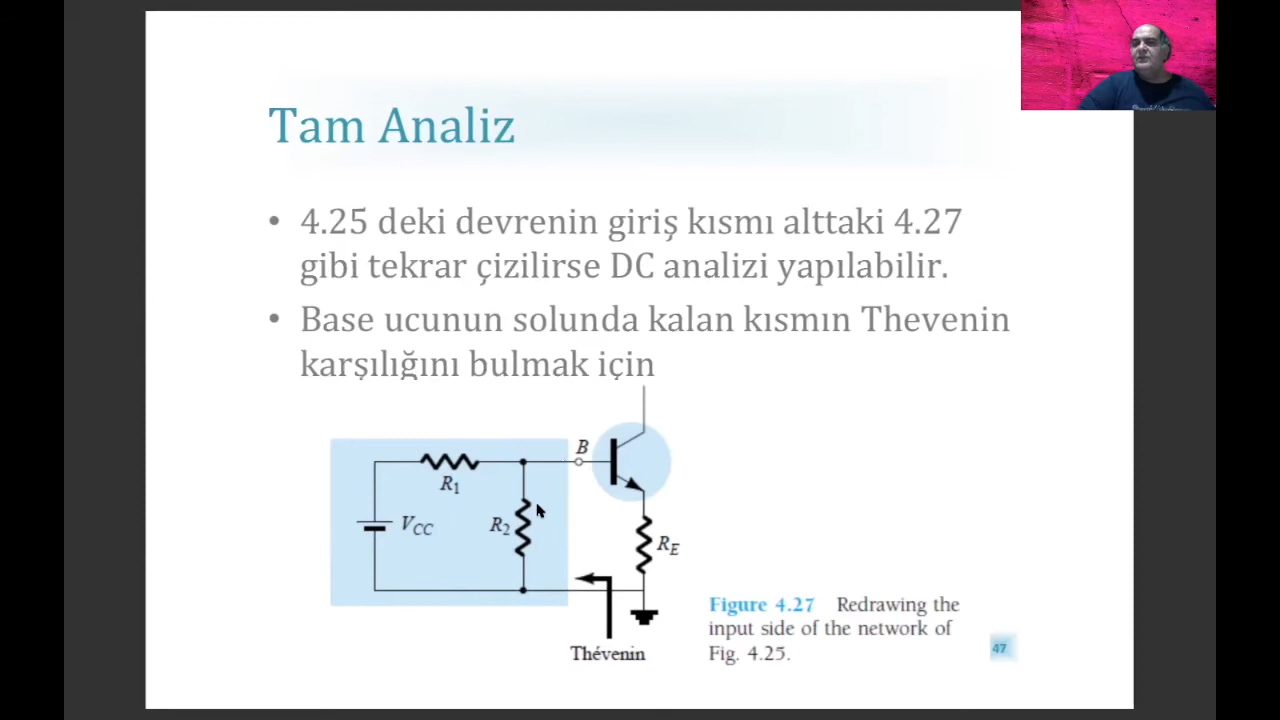 Tam Analiz
• 4.25 deki devrenin giriş kısmı alttaki 4.27
gibi tekrar çizilirse DC analizi yapılabilir.
• Base ucunun solunda kalan kısmın Thevenin
karşılığını bulmak için
B
R1
VCC
R2
RE
Thévenin
Figure 4.27 Redrawing the
input side of the network of
Fig. 4.25.
47